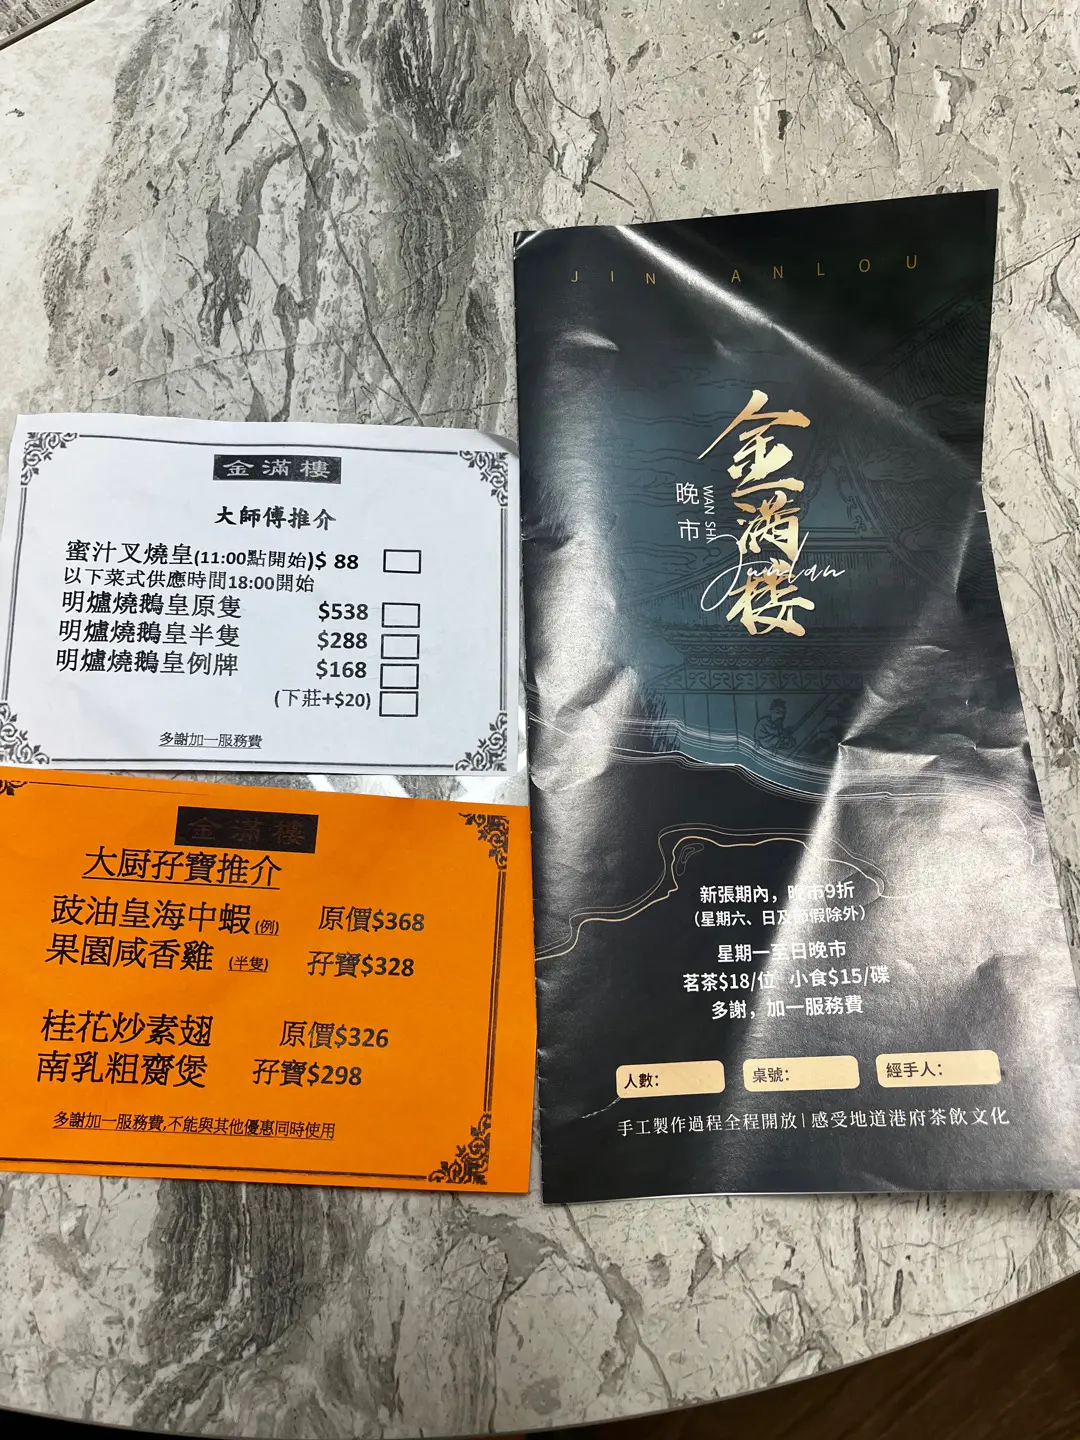 金滿樓
大師傅推介
蜜汁叉燒皇(11:00點開始)$ 88
以下菜式供應時間18:00開始
明爐燒鵝皇原隻 $538
明爐燒鵝皇半隻 $288
明爐燒鵝皇例牌 $168
(下莊+$20)
多謝加一服務費
金滿樓
大厨孖寶推介
豉油皇海中蝦(例) 原價$368
果園咸香雞 (半隻) 孖寶$328
桂花炒素翅 原價$326
南乳粗齋煲 孖寶$298
多謝加一服務費,不能與其他優惠同時使用
JINMANLOU
金滿樓
晚市
WAN SHI
新張期內，晚市9折
（星期六、日及節假除外）
星期一至日晚市
茗茶$18/位 小食$15/碟
多謝，加一服務費
人數：
桌號：
經手人：
手工製作過程全程開放 | 感受地道港府茶飲文化